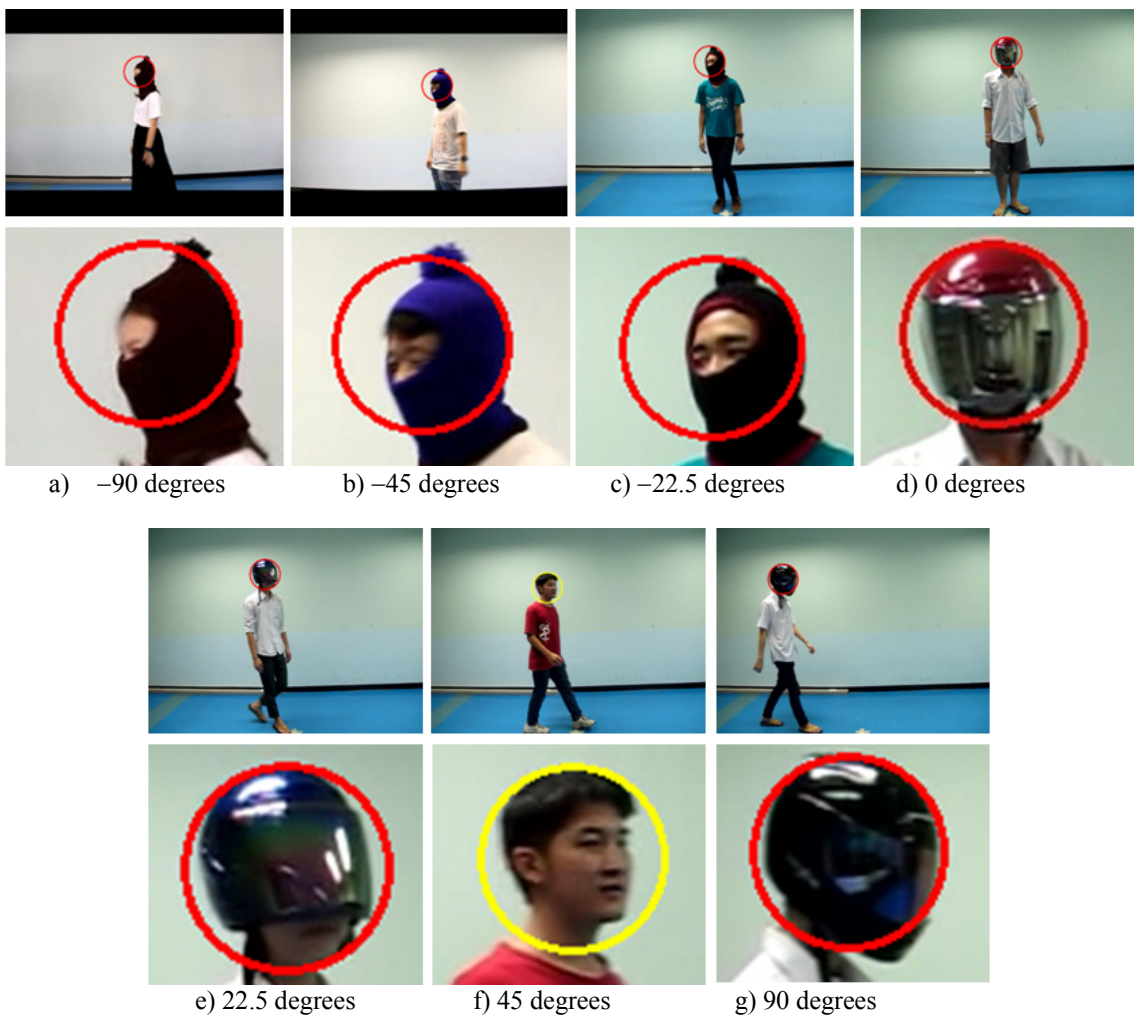 a) −90 degrees
b) −45 degrees
c) −22.5 degrees
d) 0 degrees
e) 22.5 degrees
f) 45 degrees
g) 90 degrees